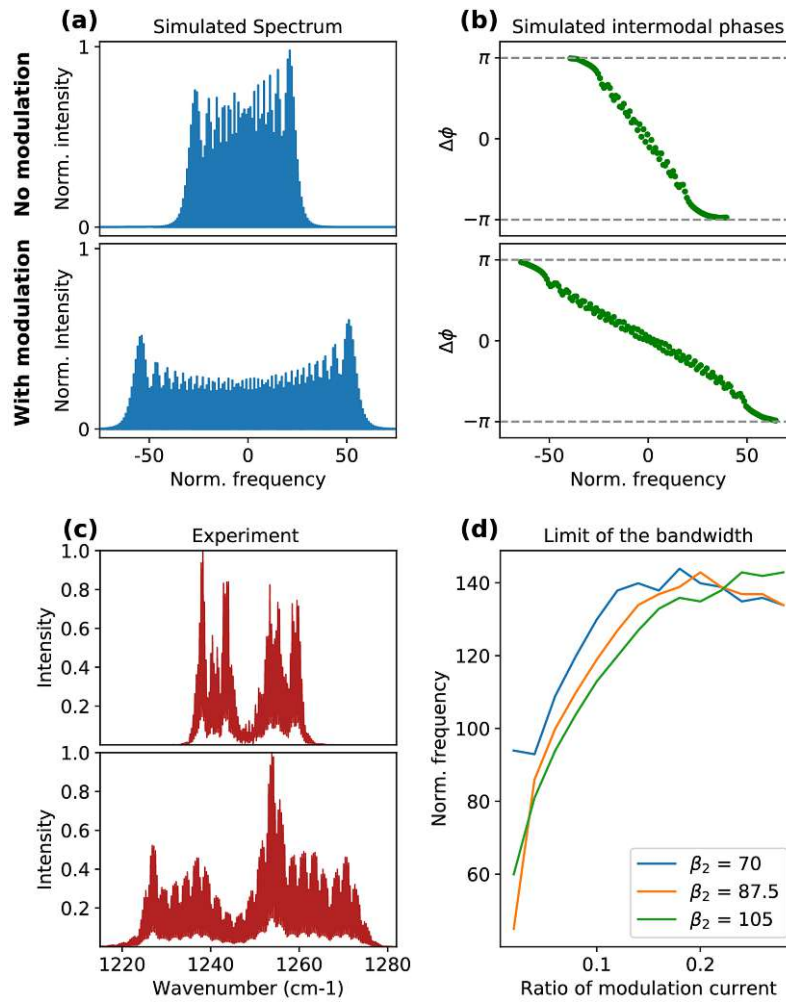 (a) Simulated Spectrum
(b) Simulated intermodal phases
No modulation
Norm. intensity
1
0
Δϕ
π
0
−π
With modulation
Norm. Intensity
1
0
-50 0 50
Norm. frequency
Δϕ
π
0
−π
-50 0 50
Norm. frequency
(c) Experiment
Intensity
1.0
0.8
0.6
0.4
0.2
Intensity
1.0
0.8
0.6
0.4
0.2
1220 1240 1260 1280
Wavenumber (cm-1)
(d) Limit of the bandwidth
Norm. frequency
140
120
100
80
60
β₂ = 70
β₂ = 87.5
β₂ = 105
0.1 0.2
Ratio of modulation current